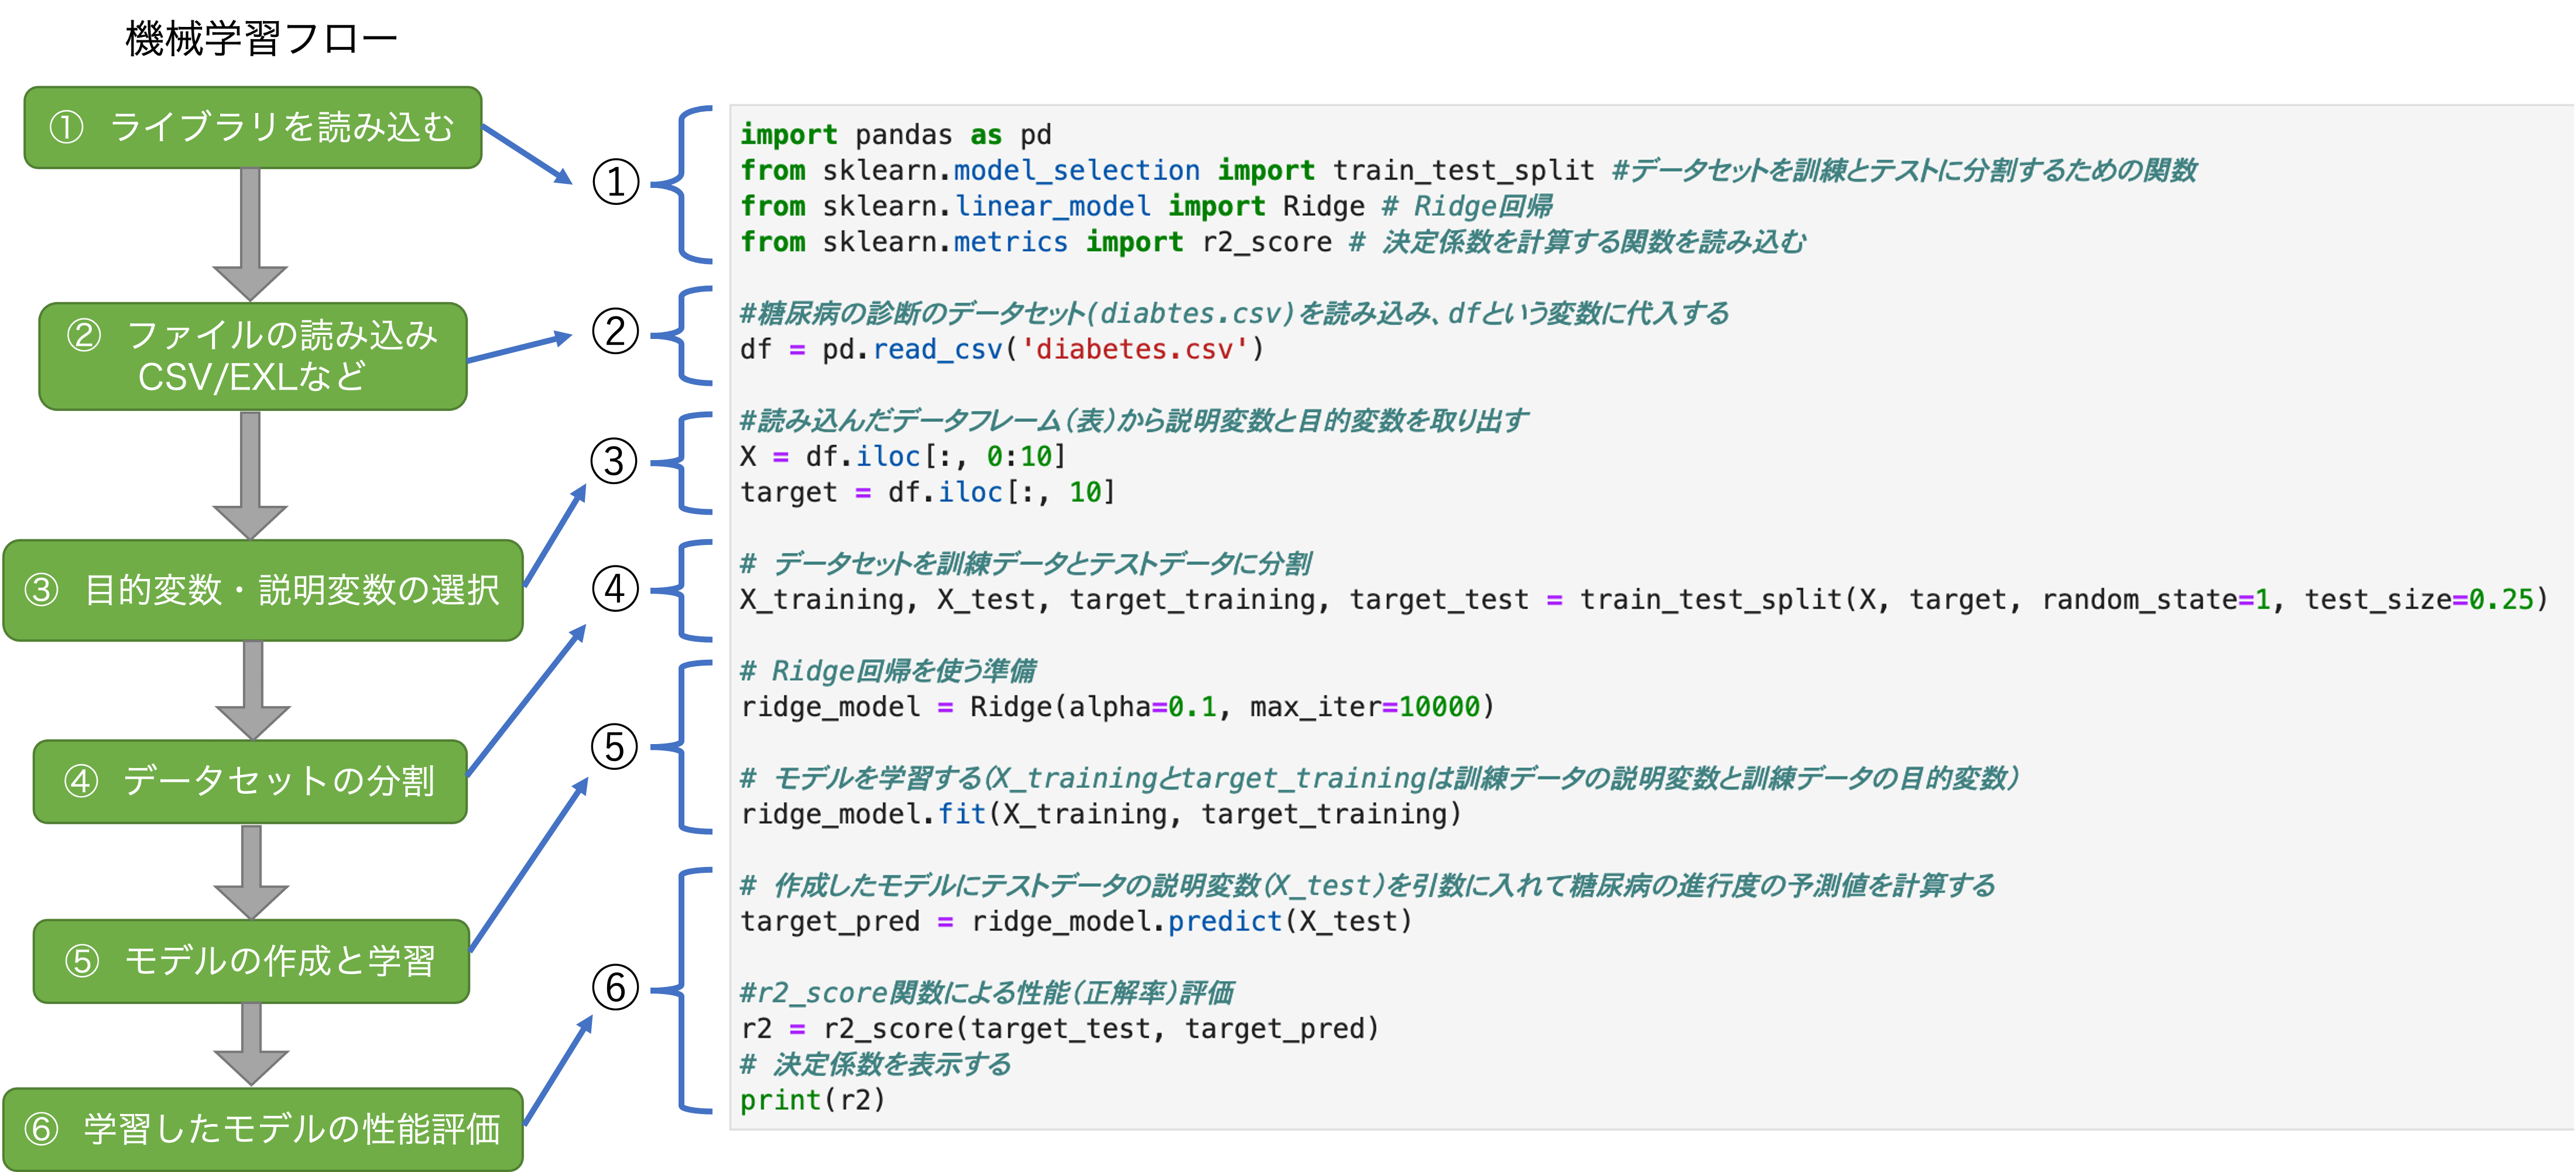 機械学習フロー
① ライブラリを読み込む
② ファイルの読み込み
CSV/EXLなど
③ 目的変数・説明変数の選択
④ データセットの分割
⑤ モデルの作成と学習
⑥ 学習したモデルの性能評価
①
import pandas as pd
from sklearn.model_selection import train_test_split #データセットを訓練とテストに分割するための関数
from sklearn.linear_model import Ridge # Ridge回帰
from sklearn.metrics import r2_score # 決定係数を計算する関数を読み込む
②
#糖尿病の診断のデータセット(diabtes.csv)を読み込み、dfという変数に代入する
df = pd.read_csv('diabetes.csv')
③
#読み込んだデータフレーム（表）から説明変数と目的変数を取り出す
X = df.iloc[:, 0:10]
target = df.iloc[:, 10]
④
# データセットを訓練データとテストデータに分割
X_training, X_test, target_training, target_test = train_test_split(X, target, random_state=1, test_size=0.25)
⑤
# Ridge回帰を使う準備
ridge_model = Ridge(alpha=0.1, max_iter=10000)
# モデルを学習する（X_trainingとtarget_trainingは訓練データの説明変数と訓練データの目的変数）
ridge_model.fit(X_training, target_training)
⑥
# 作成したモデルにテストデータの説明変数（X_test）を引数に入れて糖尿病の進行度の予測値を計算する
target_pred = ridge_model.predict(X_test)
#r2_score関数による性能（正解率）評価
r2 = r2_score(target_test, target_pred)
# 決定係数を表示する
print(r2)